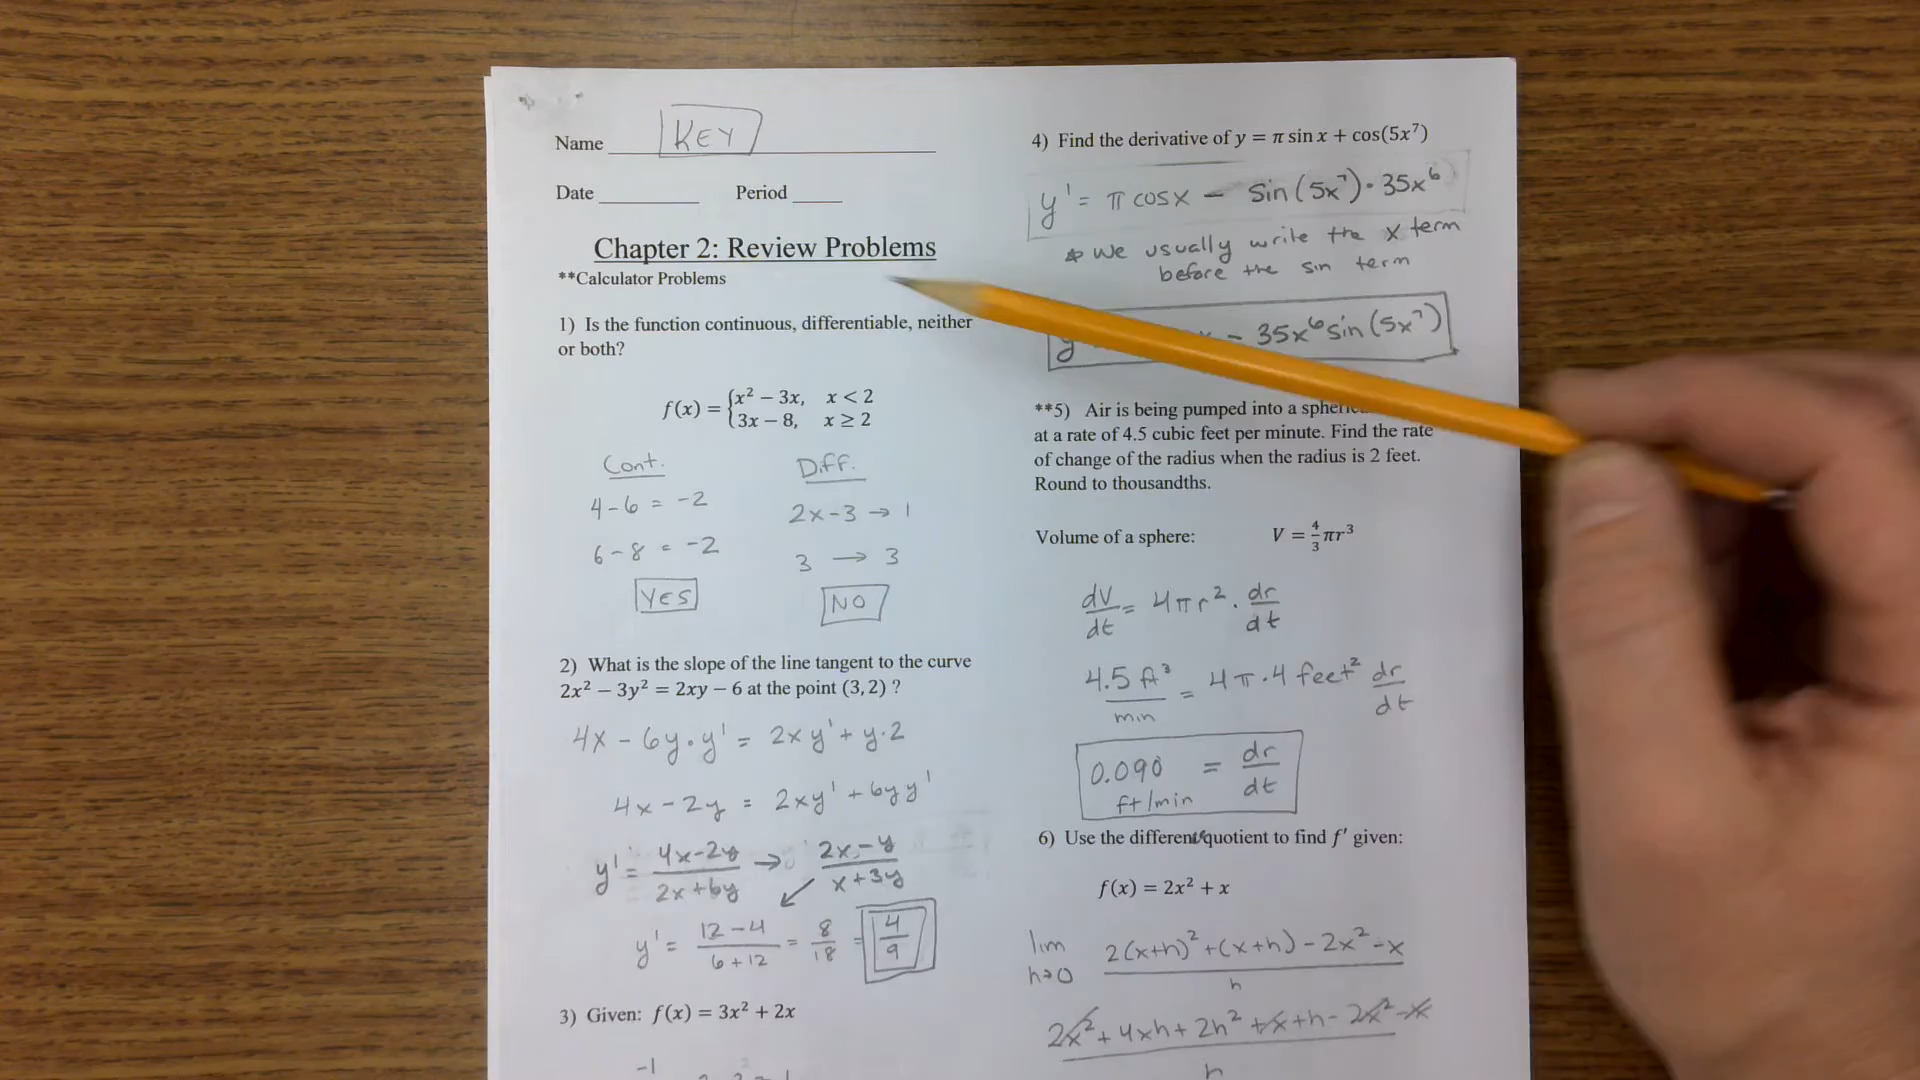 Name KEY
Date Period
Chapter 2: Review Problems
**Calculator Problems
1) Is the function continuous, differentiable, neither
or both?
f(x) = { x² − 3x, x < 2
3x − 8, x ≥ 2
Cont. Diff.
4-6 = -2 2x-3 → 1
6-8 = -2 3 → 3
YES NO
2) What is the slope of the line tangent to the curve
2x² − 3y² = 2xy − 6 at the point (3, 2) ?
4x - 6y · y' = 2xy' + y·2
4x - 2y = 2xy' + 6yy'
y' = (4x-2y)/(2x+6y) → (2x-y)/(x+3y)
y' = (12-4)/(6+12) = 8/18 = 4/9
3) Given: f(x) = 3x² + 2x
-1
4) Find the derivative of y = π sin x + cos(5x⁷)
y' = π cosx - sin(5x⁷) · 35x⁶
* We usually write the x term
before the sin term
y - 35x⁶ sin(5x⁷)
**5) Air is being pumped into a
at a rate of 4.5 cubic feet per minute. Find the rate
of change of the radius when the radius is 2 feet.
Round to thousandths.
Volume of a sphere: V = 4/3 πr³
dV/dt = 4πr² · dr/dt
4.5 ft³/min = 4π·4 feet² dr/dt
0.090 ft/min = dr/dt
6) Use the different quotient to find f′ given:
f(x) = 2x² + x
lim h→0 (2(x+h)² + (x+h) - 2x² - x)/h
(2x² + 4xh + 2h² + x + h - 2x² - x)/h